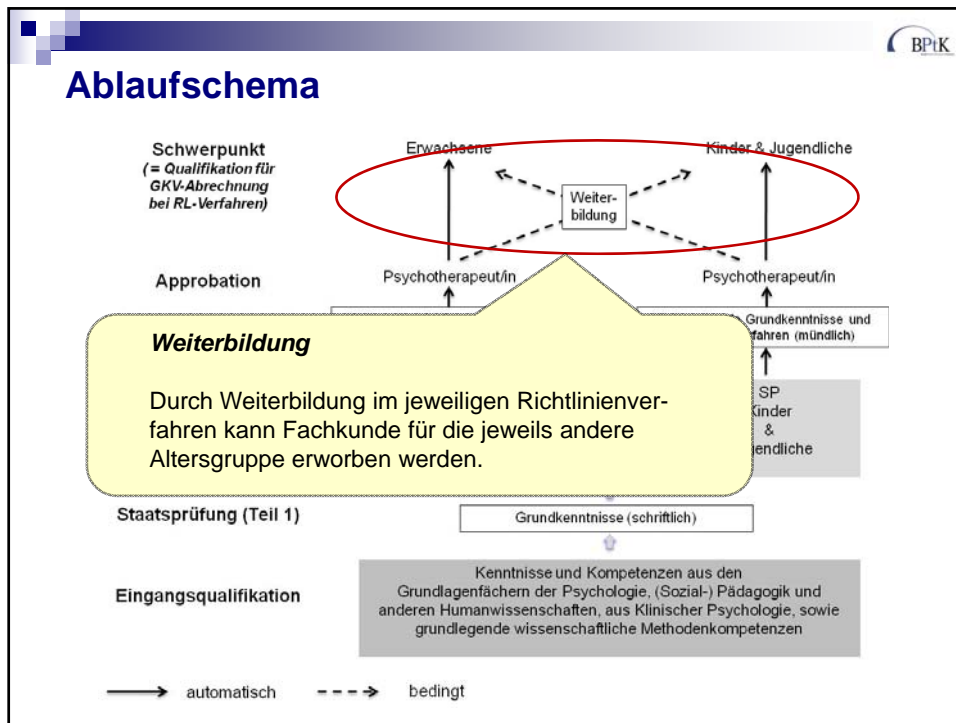 BPtK
Ablaufschema
Schwerpunkt
(= Qualifikation für
GKV-Abrechnung
bei RL-Verfahren)
Erwachsene
Kinder & Jugendliche
Weiter-
bildung
Approbation
Psychotherapeut/in
Psychotherapeut/in
Grundkenntnisse und
(mündlich)
Weiterbildung
Durch Weiterbildung im jeweiligen Richtlinienver-
fahren kann Fachkunde für die jeweils andere
Altersgruppe erworben werden.
SP
&
Staatsprüfung (Teil 1)
Grundkenntnisse (schriftlich)
Eingangsqualifikation
Kenntnisse und Kompetenzen aus den
Grundlagenfächern der Psychologie, (Sozial-) Pädagogik und
anderen Humanwissenschaften, aus Klinischer Psychologie, sowie
grundlegende wissenschaftliche Methodenkompetenzen
automatisch
bedingt